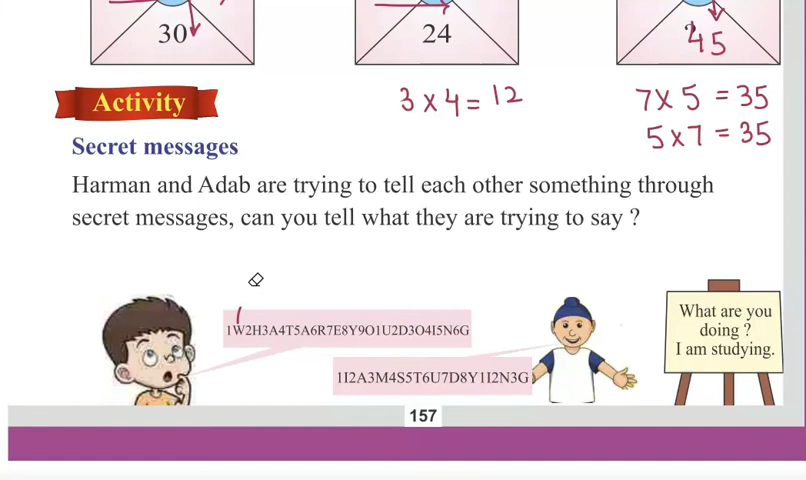 30
24
45
3 x 4 = 12
7 x 5 = 35
5 x 7 = 35
Activity
Secret messages
Harman and Adab are trying to tell each other something through
secret messages, can you tell what they are trying to say ?
1W2H3A4T5A6R7E8Y9O1U2D3O4I5N6G
1I2A3M4S5T6U7D8Y1I2N3G
What are you
doing ?
I am studying.
157